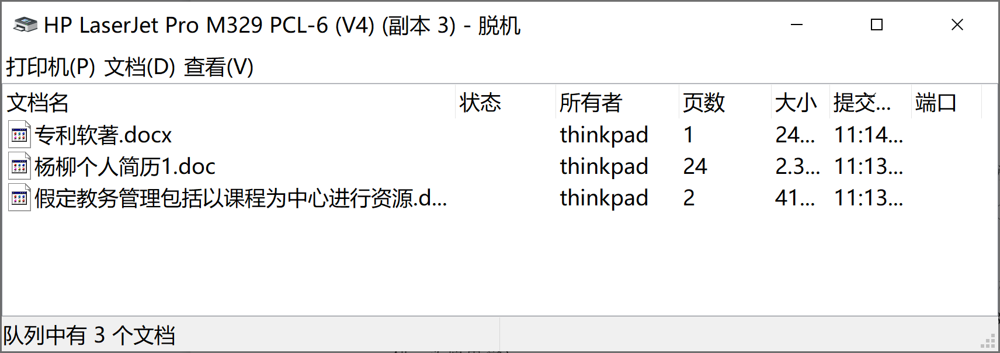 HP LaserJet Pro M329 PCL-6 (V4) (副本 3) - 脱机
打印机(P) 文档(D) 查看(V)
文档名 状态 所有者 页数 大小 提交... 端口
专利软著.docx thinkpad 1 24... 11:14...
杨柳个人简历1.doc thinkpad 24 2.3... 11:13...
假定教务管理包括以课程为中心进行资源.d... thinkpad 2 41... 11:13...
队列中有 3 个文档